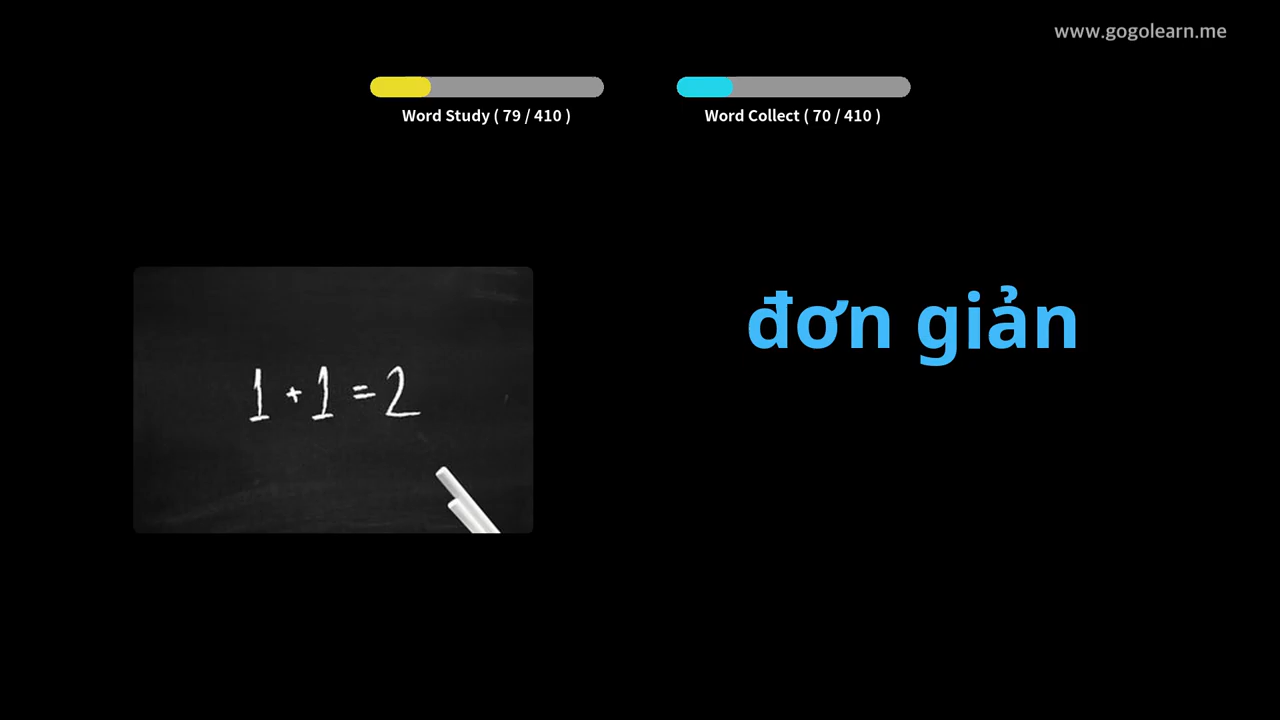 www.gogolearn.me
Word Study ( 79 / 410 )
Word Collect ( 70 / 410 )
đơn giản
1 + 1 = 2